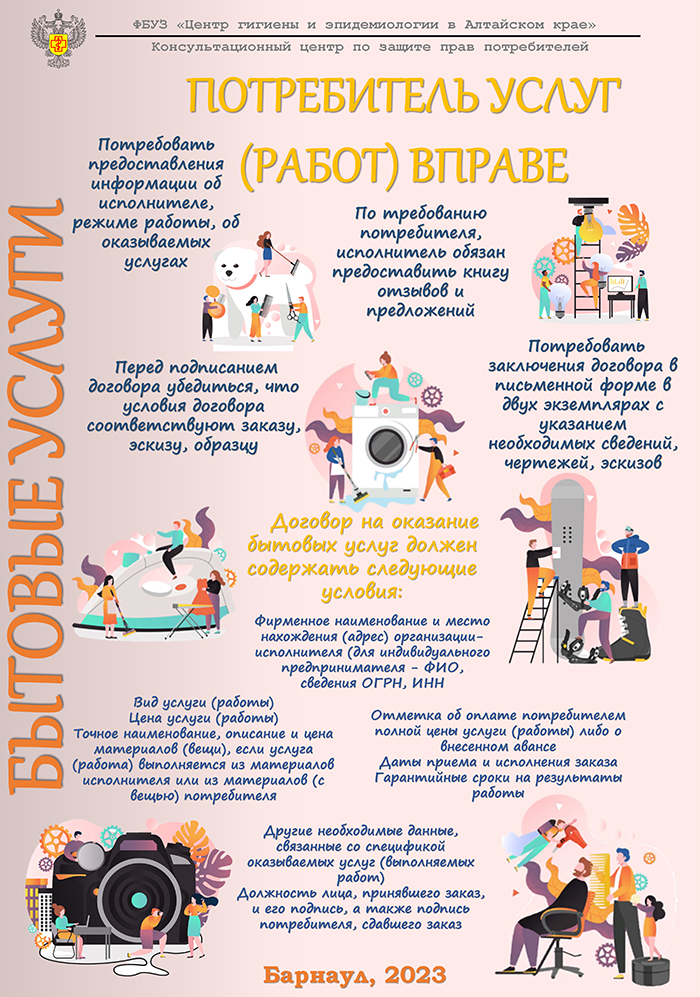 ФБУЗ «Центр гигиены и эпидемиологии в Алтайском крае»
Консультационный центр по защите прав потребителей
ПОТРЕБИТЕЛЬ УСЛУГ
(РАБОТ) ВПРАВЕ
БЫТОВЫЕ УСЛУГИ
Потребовать
предоставления
информации об
исполнителе,
режиме работы, об
оказываемых
услугах
По требованию
потребителя,
исполнитель обязан
предоставить книгу
отзывов и
предложений
Перед подписанием
договора убедиться, что
условия договора
соответствуют заказу,
эскизу, образцу
Потребовать
заключения договора в
письменной форме в
двух экземплярах с
указанием
необходимых сведений,
чертежей, эскизов
Договор на оказание
бытовых услуг должен
содержать следующие
условия:
Фирменное наименование и место
нахождения (адрес) организации-
исполнителя (для индивидуального
предпринимателя - ФИО,
сведения ОГРН, ИНН
Вид услуги (работы)
Цена услуги (работы)
Точное наименование, описание и цена
материалов (вещи), если услуга
(работа) выполняется из материалов
исполнителя или из материалов (с
вещью) потребителя
Отметка об оплате потребителем
полной цены услуги (работы) либо о
внесенном авансе
Даты приема и исполнения заказа
Гарантийные сроки на результаты
работы
Другие необходимые данные,
связанные со спецификой
оказываемых услуг (выполняемых
работ)
Должность лица, принявшего заказ,
и его подпись, а также подпись
потребителя, сдавшего заказ
Барнаул, 2023